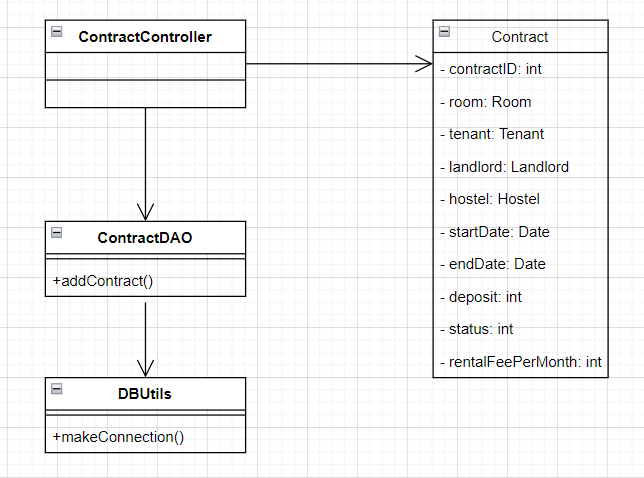 ContractController
Contract
- contractID: int
- room: Room
- tenant: Tenant
- landlord: Landlord
- hostel: Hostel
- startDate: Date
- endDate: Date
- deposit: int
- status: int
- rentalFeePerMonth: int
ContractDAO
+addContract()
DBUtils
+makeConnection()